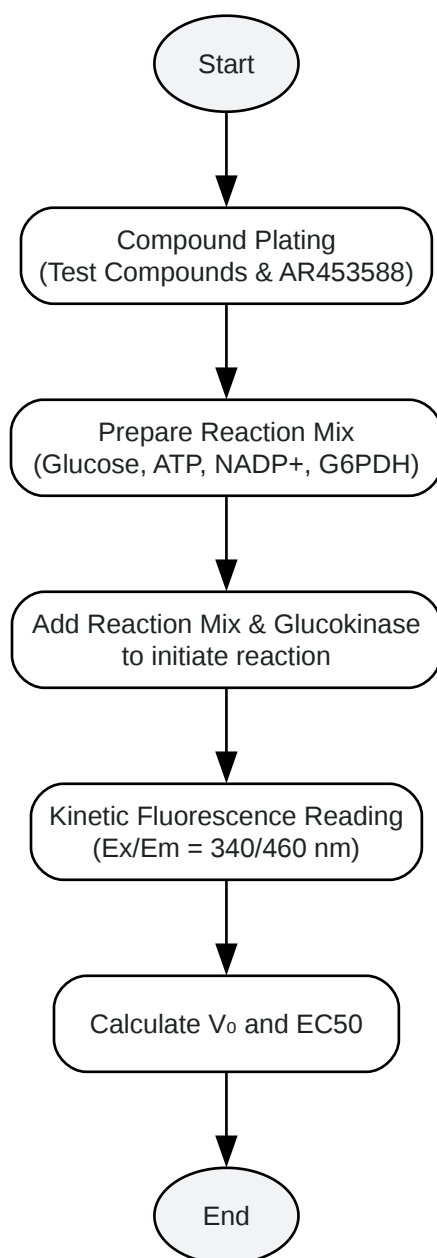 Start
Compound Plating
(Test Compounds & AR453588)
Prepare Reaction Mix
(Glucose, ATP, NADP+, G6PDH)
Add Reaction Mix & Glucokinase
to initiate reaction
Kinetic Fluorescence Reading
(Ex/Em = 340/460 nm)
Calculate V₀ and EC50
End